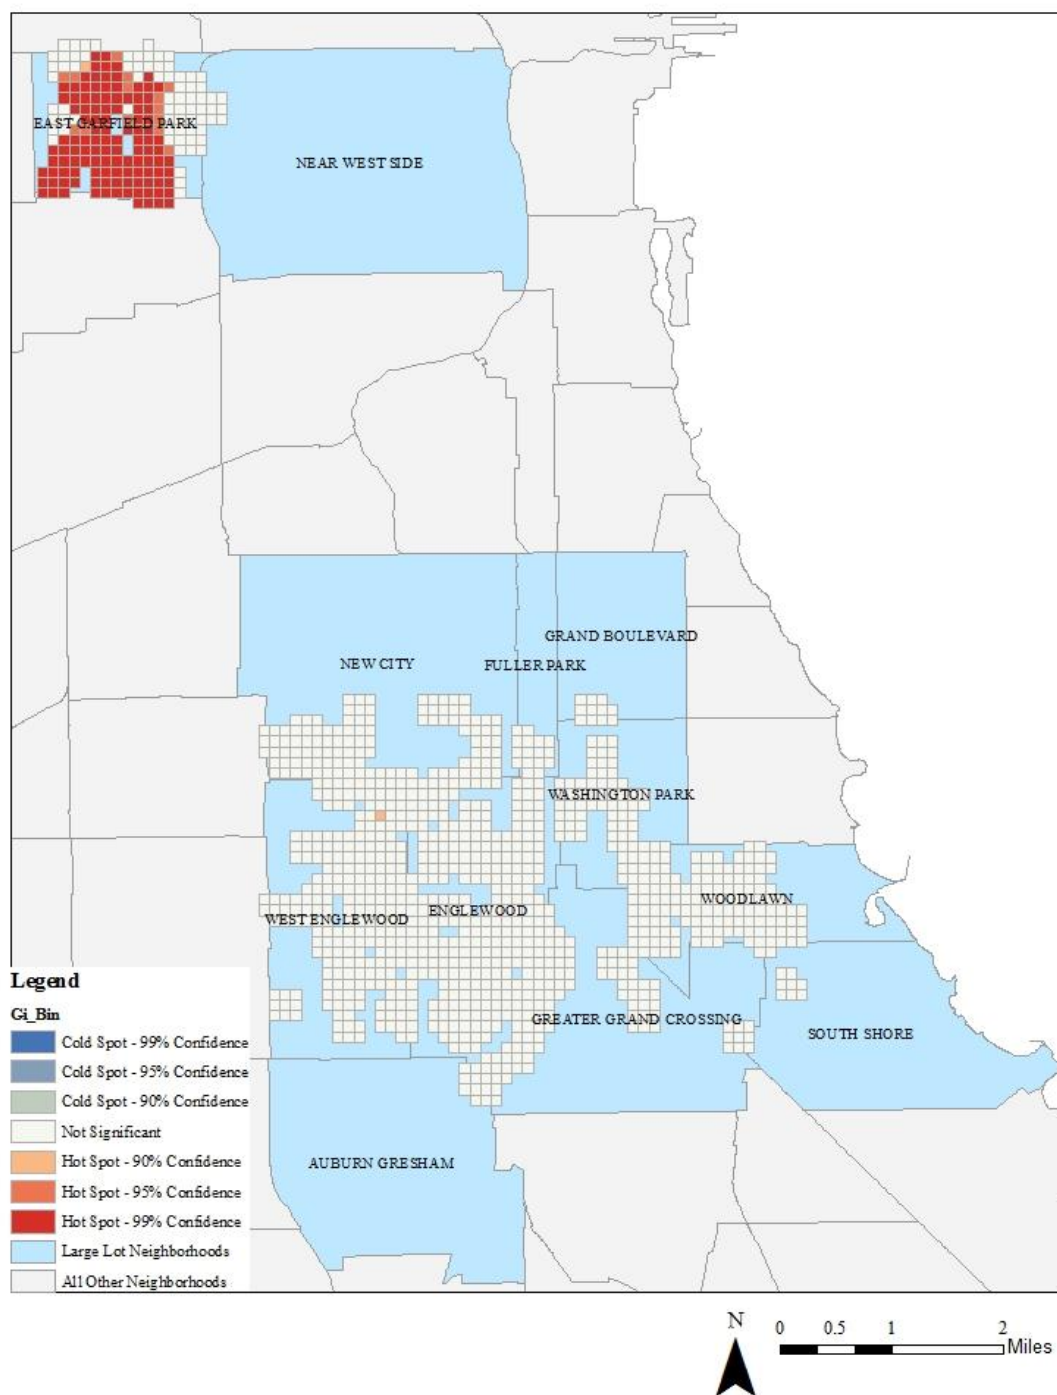 EAST GARFIELD PARK
NEAR WEST SIDE
GRAND BOULEVARD
NEW CITY
FULLER PARK
WASHINGTON PARK
WOODLAWN
ENGLEWOOD
WEST ENGLEWOOD
GREATER GRAND CROSSING
SOUTH SHORE
AUBURN GRESHAM
Legend
Gi_Bin
Cold Spot - 99% Confidence
Cold Spot - 95% Confidence
Cold Spot - 90% Confidence
Not Significant
Hot Spot - 90% Confidence
Hot Spot - 95% Confidence
Hot Spot - 99% Confidence
Large Lot Neighborhoods
All Other Neighborhoods
N
0 0.5 1 2
Miles